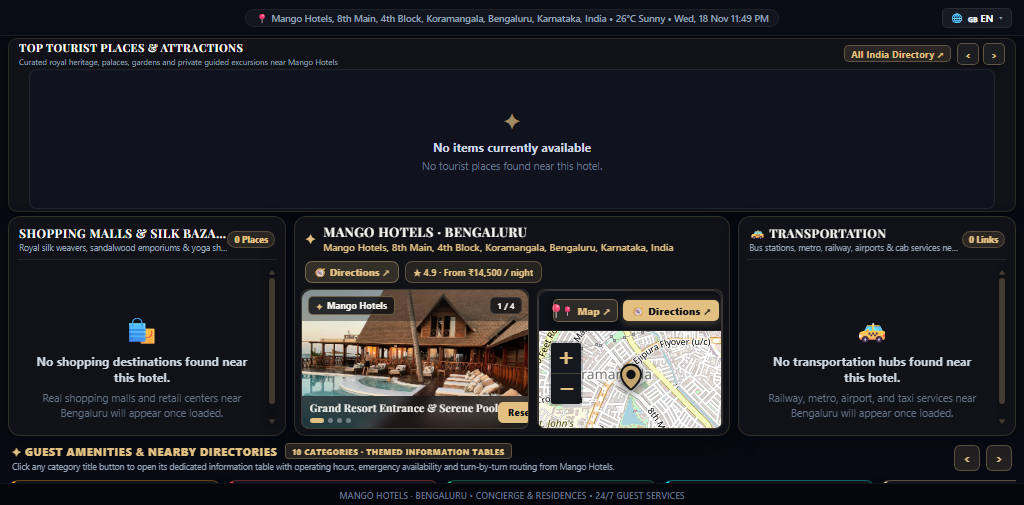 Mango Hotels, 8th Main, 4th Block, Koramangala, Bengaluru, Karnataka, India • 26°C Sunny • Wed, 18 Nov 11:49 PM
GB EN
TOP TOURIST PLACES & ATTRACTIONS
Curated royal heritage, palaces, gardens and private guided excursions near Mango Hotels
All India Directory ↗
‹ ›
No items currently available
No tourist places found near this hotel.
SHOPPING MALLS & SILK BAZA...
Royal silk weavers, sandalwood emporiums & yoga sh...
0 Places
No shopping destinations found near
this hotel.
Real shopping malls and retail centers near
Bengaluru will appear once loaded.
MANGO HOTELS · BENGALURU
Mango Hotels, 8th Main, 4th Block, Koramangala, Bengaluru, Karnataka, India
Directions ↗
★ 4.9 · From ₹14,500 / night
Mango Hotels
1 / 4
Grand Resort Entrance & Serene Pool
Rese
Map ↗
Directions ↗
+
−
Ejipura Flyover (u/c)
8th M
St. John's
TRANSPORTATION
Bus stations, metro, railway, airports & cab services ne...
0 Links
No transportation hubs found near
this hotel.
Railway, metro, airport, and taxi services near
Bengaluru will appear once loaded.
✦ GUEST AMENITIES & NEARBY DIRECTORIES
10 CATEGORIES · THEMED INFORMATION TABLES
Click any category title button to open its dedicated information table with operating hours, emergency availability and turn-by-turn routing from Mango Hotels.
‹ ›
MANGO HOTELS · BENGALURU • CONCIERGE & RESIDENCES • 24/7 GUEST SERVICES